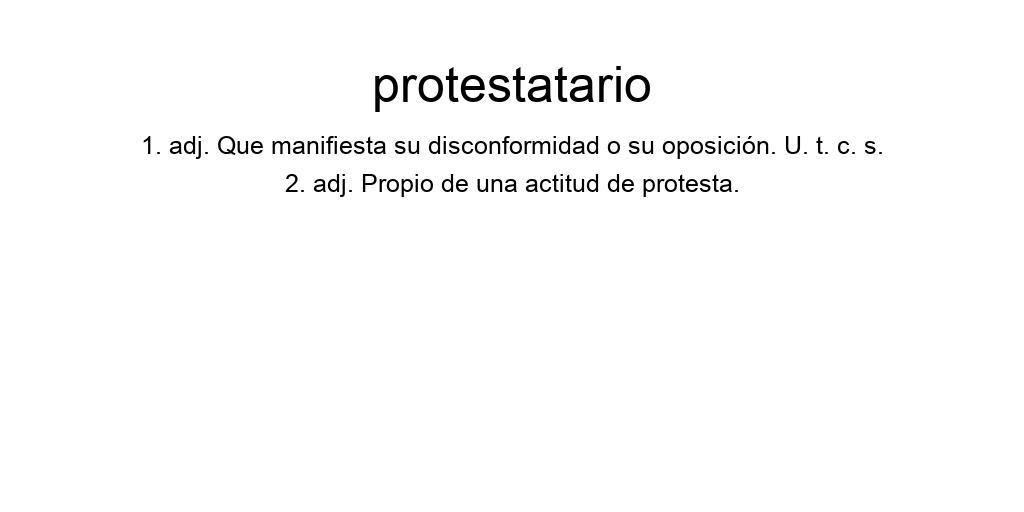 protestatario
1. adj. Que manifiesta su disconformidad o su oposición. U. t. c. s.
2. adj. Propio de una actitud de protesta.